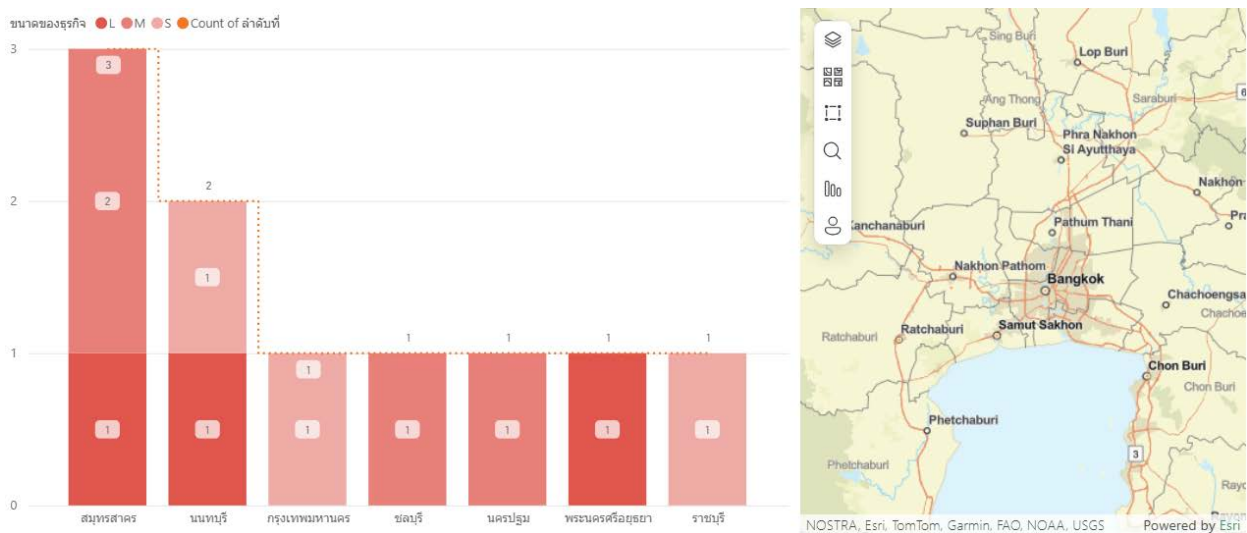 ขนาดของธุรกิจ L M S Count of ลำดับที่
3
3
2
2
2
1
1
1
1
1
1
1
1
1
1
1
1
1
1
0
สมุทรสาคร นนทบุรี กรุงเทพมหานคร ชลบุรี นครปฐม พระนครศรีอยุธยา ราชบุรี
Sing Buri
Lop Buri
6
Ang Thong
Saraburi
Suphan Buri
Phra Nakhon
Si Ayutthaya
Nakhon
Pra
Kanchanaburi
Pathum Thani
Nakhon Pathom
Bangkok
Chachoengsa
Chachoe
Ratchaburi
Ratchaburi
Samut Sakhon
Chon Buri
Chon Buri
Phetchaburi
3
Phetchaburi
Rayo
NOSTRA, Esri, TomTom, Garmin, FAO, NOAA, USGS Powered by Esri